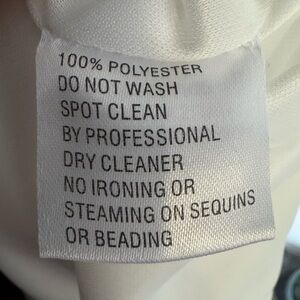 100% POLYESTER
DO NOT WASH
SPOT CLEAN
BY PROFESSIONAL
DRY CLEANER
NO IRONING OR
STEAMING ON SEQUINS
OR BEADING